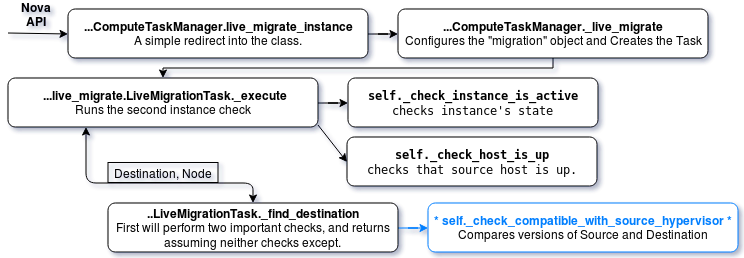 Nova
API
...ComputeTaskManager.live_migrate_instance
A simple redirect into the class.
...ComputeTaskManager._live_migrate
Configures the "migration" object and Creates the Task
...live_migrate.LiveMigrationTask._execute
Runs the second instance check
self._check_instance_is_active
checks instance's state
self._check_host_is_up
checks that source host is up.
Destination, Node
..LiveMigrationTask._find_destination
First will perform two important checks, and returns
assuming neither checks except.
* self._check_compatible_with_source_hypervisor *
Compares versions of Source and Destination